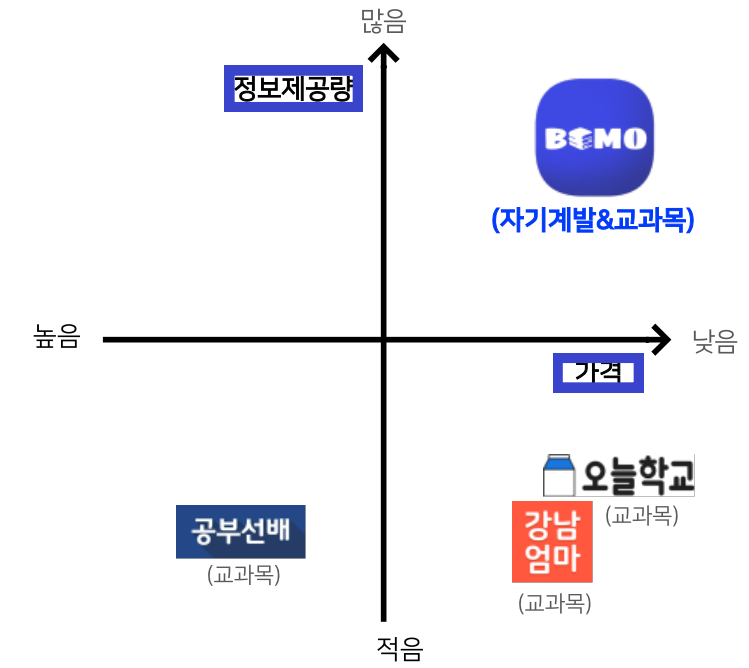 많음
정보제공량
BOMO
(자기계발&교과목)
높음
낮음
가격
오늘학교
(교과목)
공부선배
(교과목)
강남
엄마
(교과목)
적음